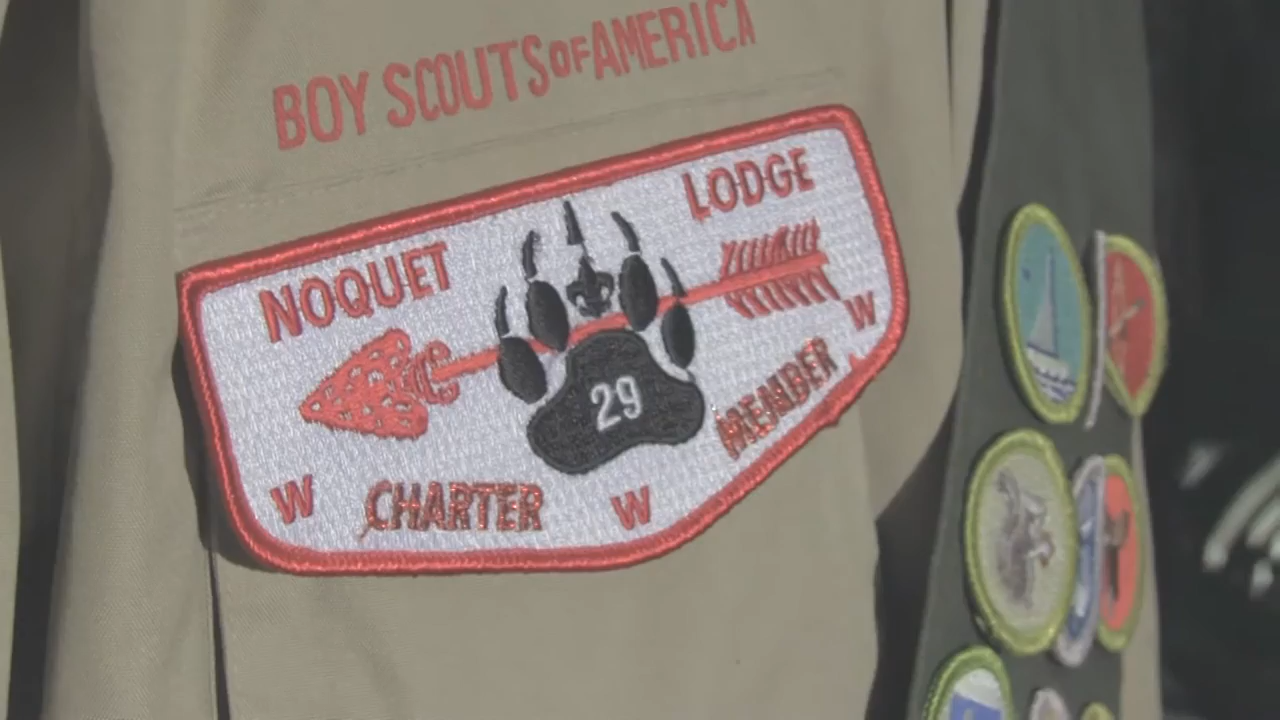 BOY SCOUTS OF AMERICA
NOQUET LODGE
29
W
MEMBER
W CHARTER W